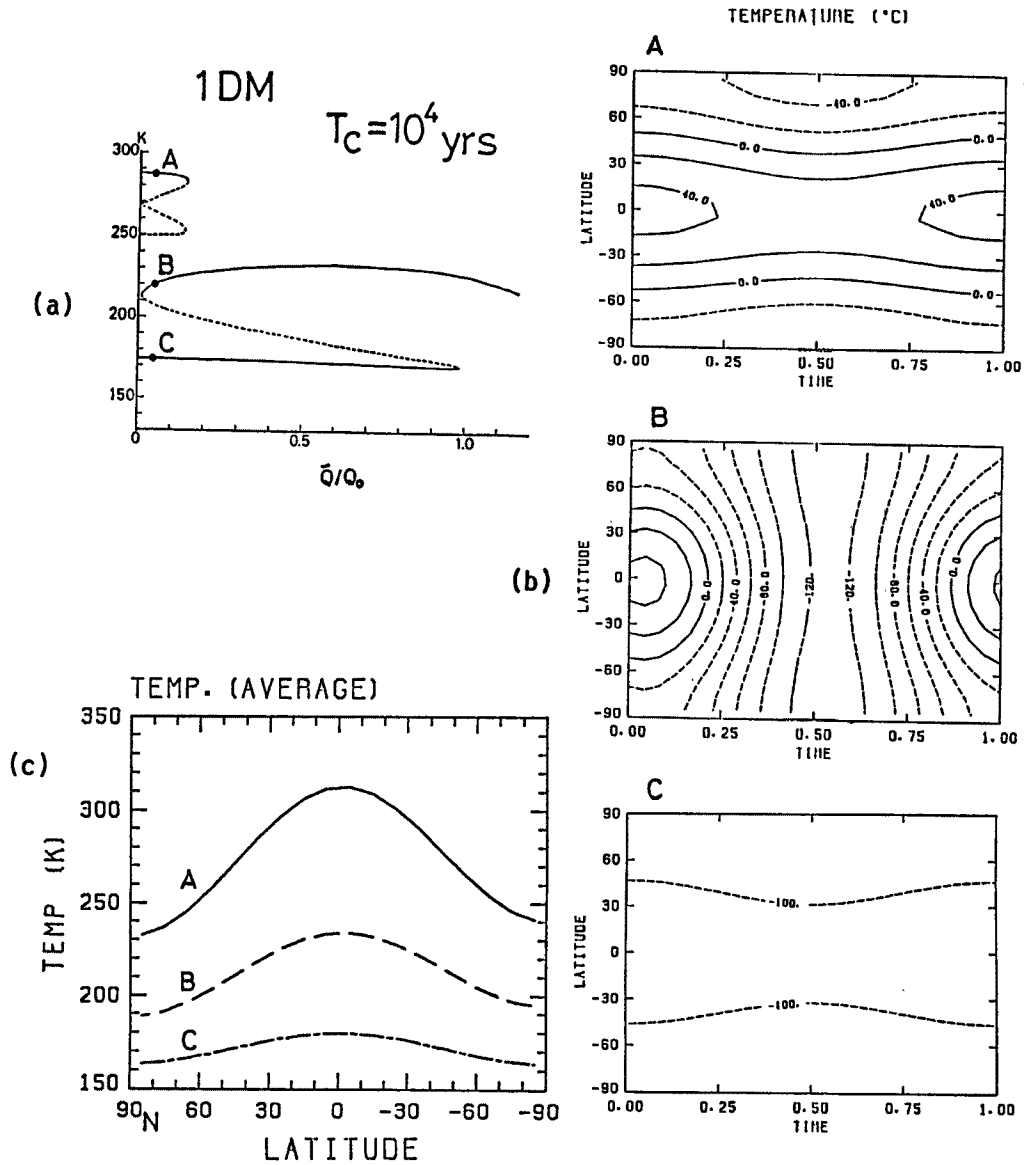 TEMPERATURE (°C)
1DM
T_C=10^4 yrs
(a)
K
300
250
200
150
A
B
C
0
0.5
1.0
Q̄/Q₀
A
90
60
30
0
-30
-60
-90
LATITUDE
-40.0
0.0
0.0
40.0
40.0
0.0
0.0
0.00
0.25
0.50
0.75
1.00
TIME
(b)
B
90
60
30
0
-30
-60
-90
LATITUDE
0.0
-40.0
-80.0
-120.
-120.
-80.0
-40.0
0.0
0.00
0.25
0.50
0.75
1.00
TIME
(c)
TEMP. (AVERAGE)
350
300
250
200
150
TEMP (K)
A
B
C
90
N
60
30
0
-30
-60
-90
LATITUDE
C
90
60
30
0
-30
-60
-90
LATITUDE
-100.
-100.
0.00
0.25
0.50
0.75
1.00
TIME